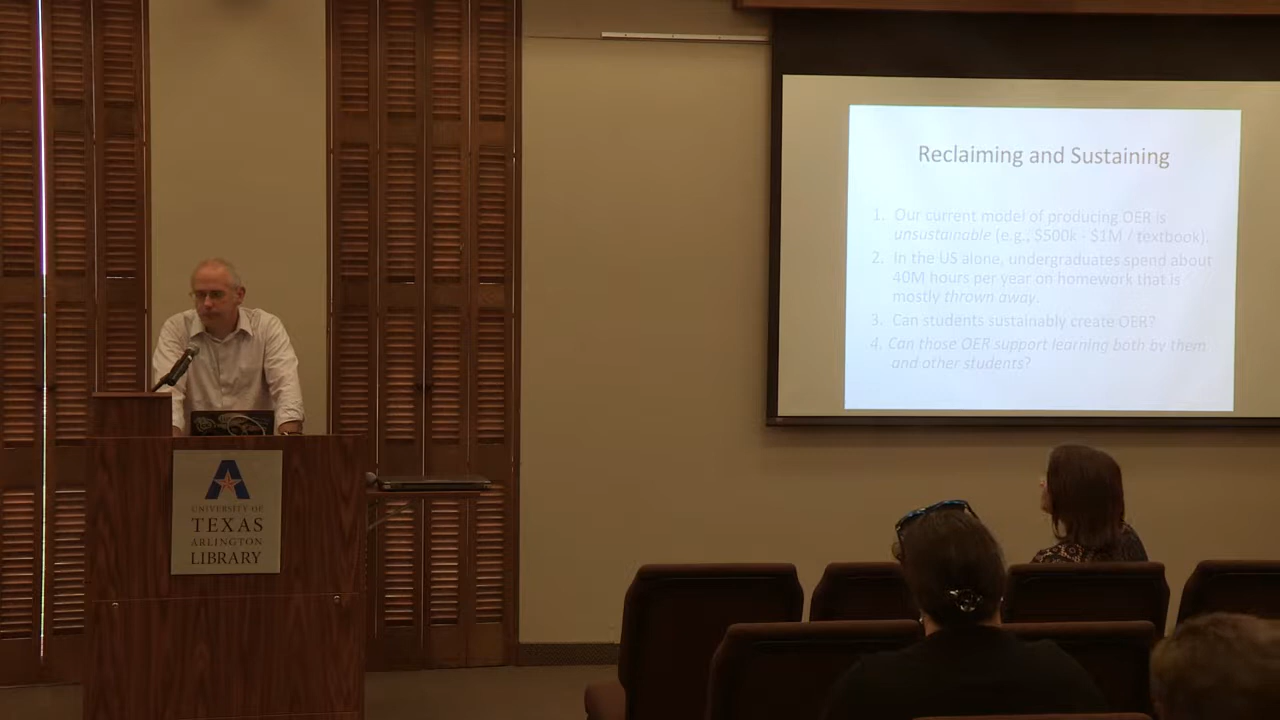 Reclaiming and Sustaining
1. Our current model of producing OER is
unsustainable (e.g., $500k - $1M / textbook).
2. In the US alone, undergraduates spend about
40M hours per year on homework that is
mostly thrown away.
3. Can students sustainably create OER?
4. Can those OER support learning both by them
and other students?
UNIVERSITY OF
TEXAS
ARLINGTON
LIBRARY